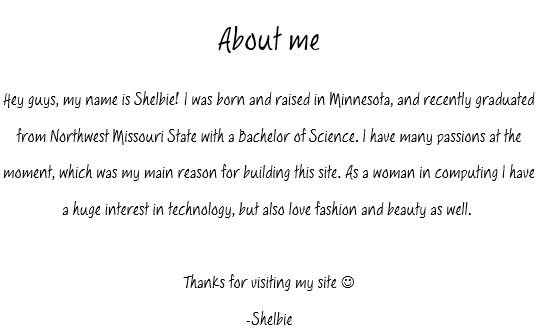 About me
Hey guys, my name is Shelbie! I was born and raised in Minnesota, and recently graduated
from Northwest Missouri State with a Bachelor of Science. I have many passions at the
moment, which was my main reason for building this site. As a woman in computing I have
a huge interest in technology, but also love fashion and beauty as well.
Thanks for visiting my site ☺
-Shelbie